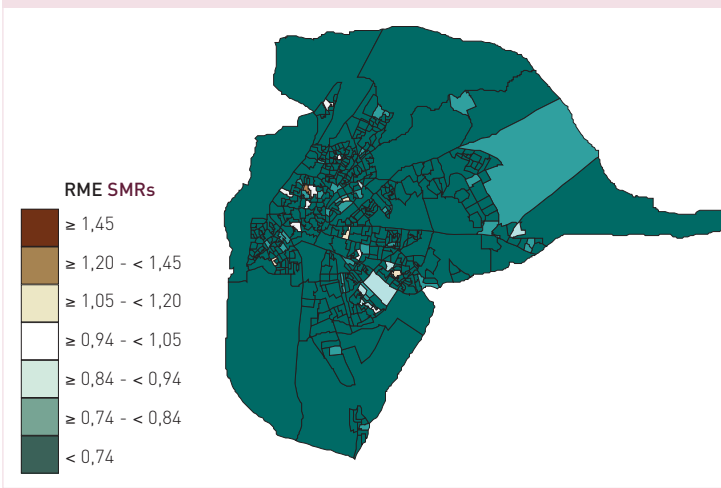 RME SMRs
≥ 1,45
≥ 1,20 - < 1,45
≥ 1,05 - < 1,20
≥ 0,94 - < 1,05
≥ 0,84 - < 0,94
≥ 0,74 - < 0,84
< 0,74